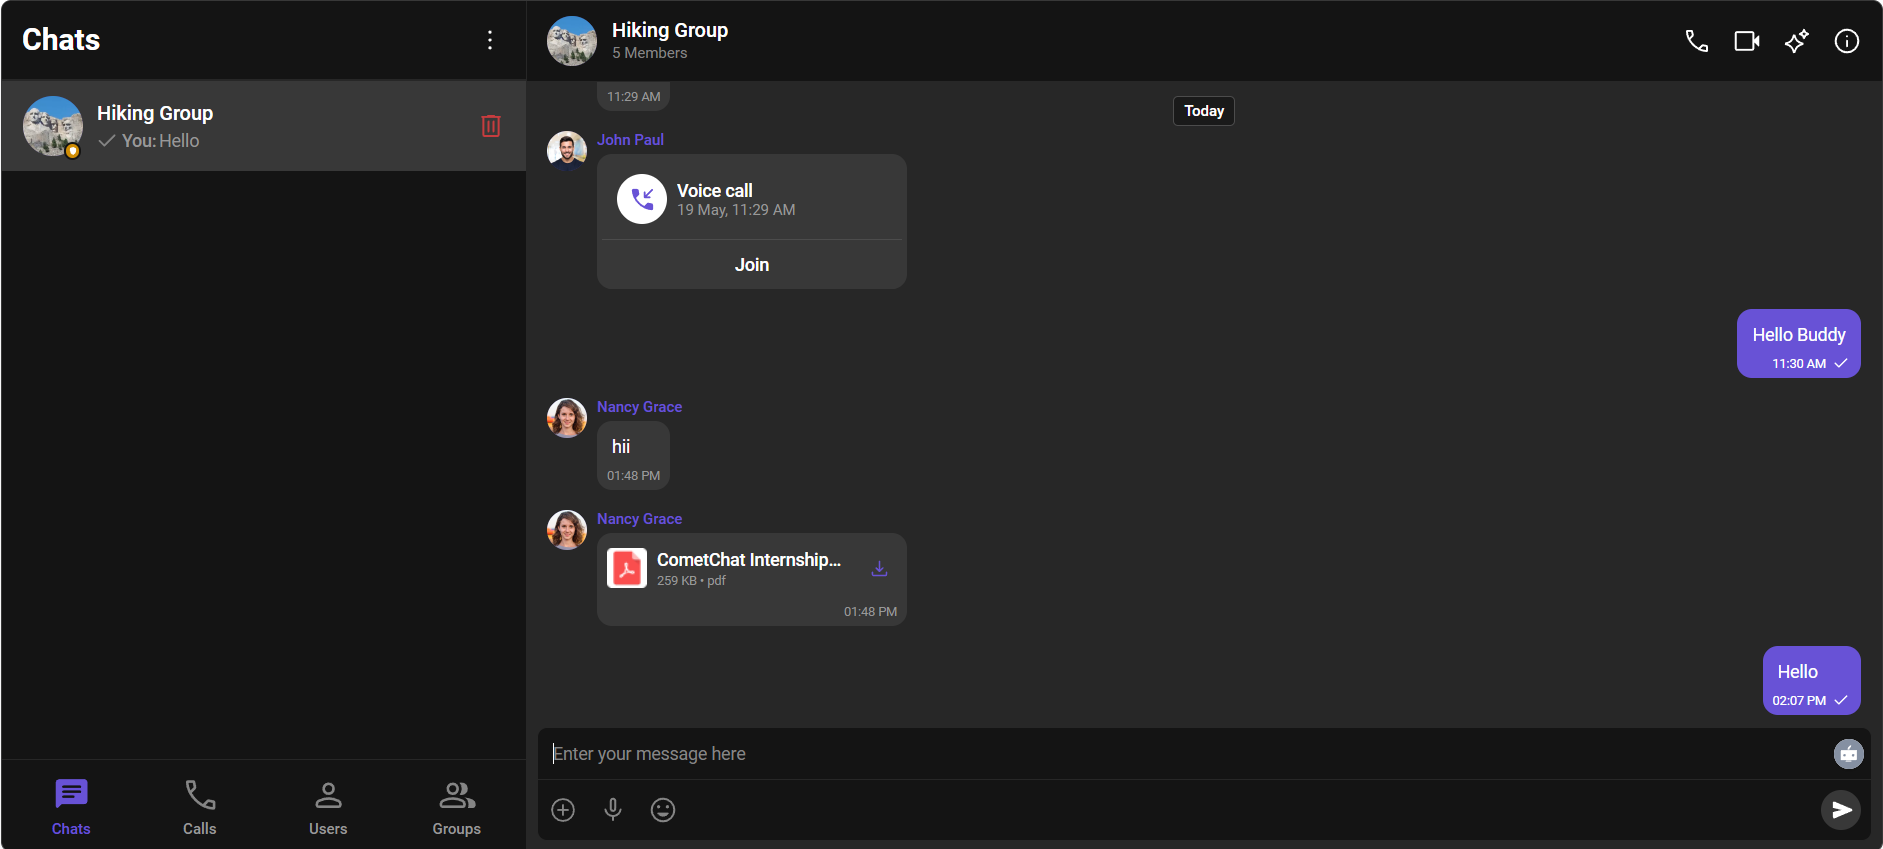 Chats
Hiking Group
You: Hello
Chats
Calls
Users
Groups
Hiking Group
5 Members
11:29 AM
Today
John Paul
Voice call
19 May, 11:29 AM
Join
Hello Buddy
11:30 AM
Nancy Grace
hii
01:48 PM
Nancy Grace
CometChat Internship...
259 KB • pdf
01:48 PM
Hello
02:07 PM
Enter your message here